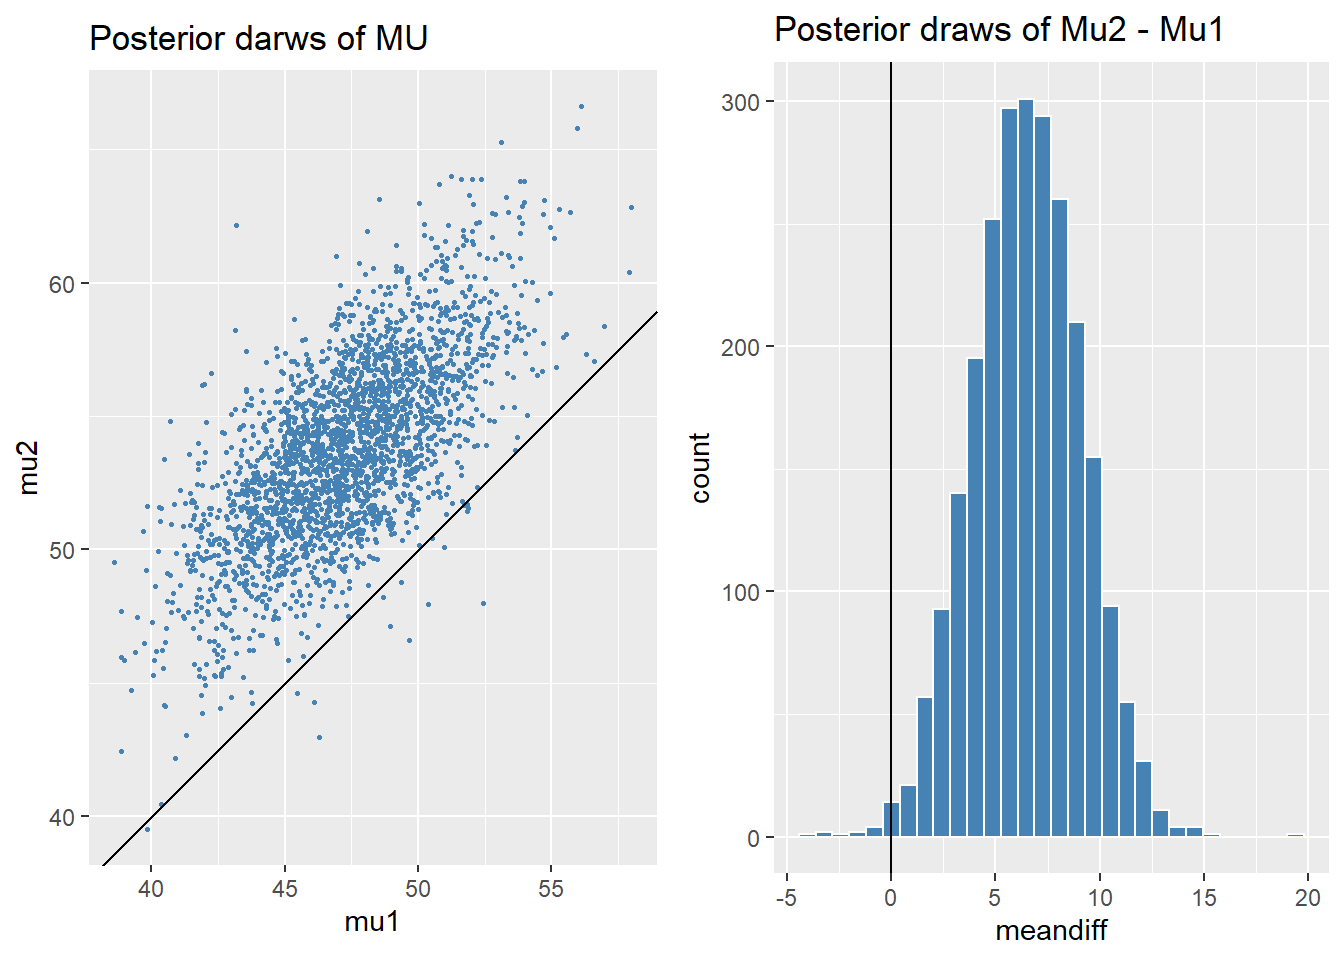 Posterior darws of MU
60
50
40
mu2
40 45 50 55
mu1
Posterior draws of Mu2 - Mu1
300
200
100
0
count
-5 0 5 10 15 20
meandiff